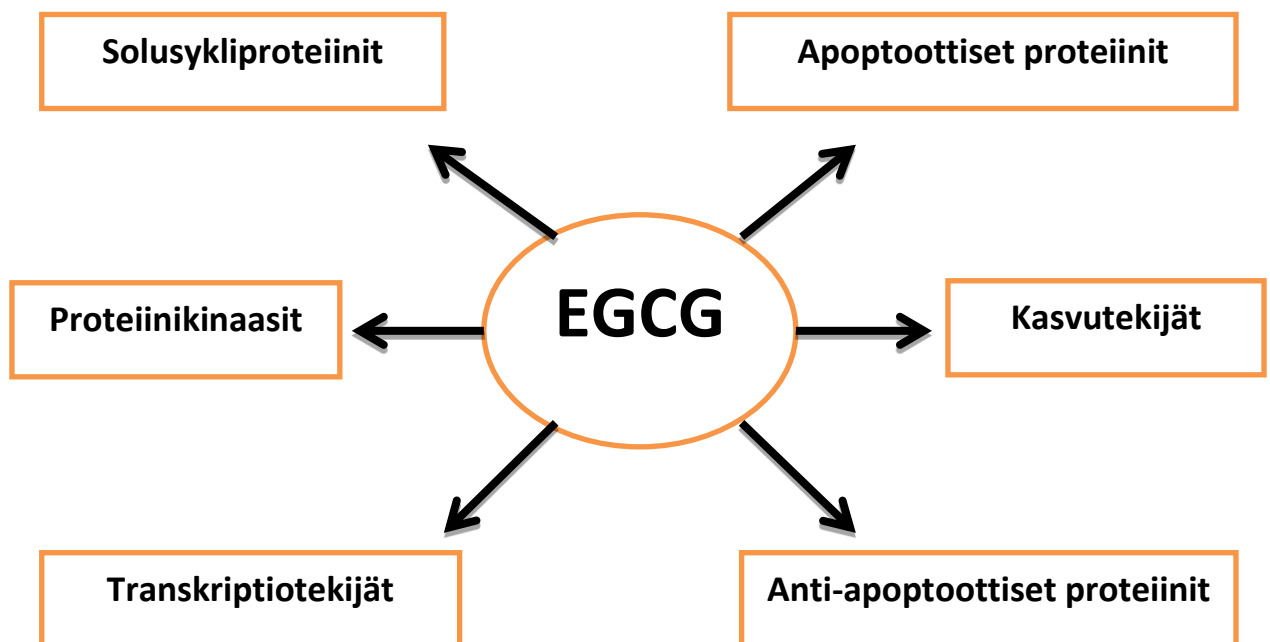 Solusykliproteiinit
Apoptoottiset proteiinit
Proteiinikinaasit
EGCG
Kasvutekijät
Transkriptiotekijät
Anti-apoptoottiset proteiinit